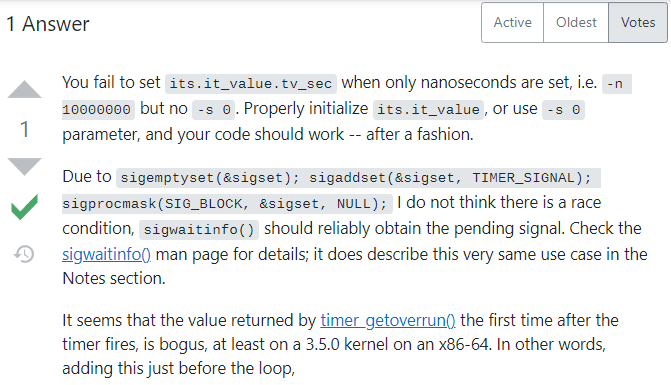 1 Answer
Active Oldest Votes
You fail to set its.it_value.tv_sec when only nanoseconds are set, i.e. -n
10000000 but no -s 0. Properly initialize its.it_value, or use -s 0
1
parameter, and your code should work -- after a fashion.
Due to sigemptyset(&sigset); sigaddset(&sigset, TIMER_SIGNAL);
sigprocmask(SIG_BLOCK, &sigset, NULL); I do not think there is a race
condition, sigwaitinfo() should reliably obtain the pending signal. Check the
sigwaitinfo() man page for details; it does describe this very same use case in the
Notes section.
It seems that the value returned by timer_getoverrun() the first time after the
timer fires, is bogus, at least on a 3.5.0 kernel on an x86-64. In other words,
adding this just before the loop,